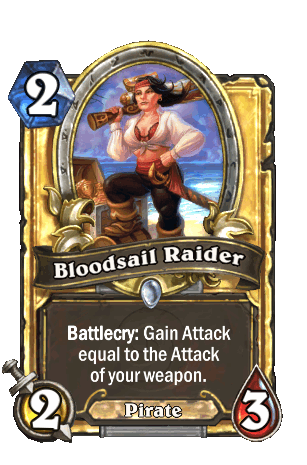 2
Bloodsail Raider
Battlecry: Gain Attack
equal to the Attack
of your weapon.
2
Pirate
3